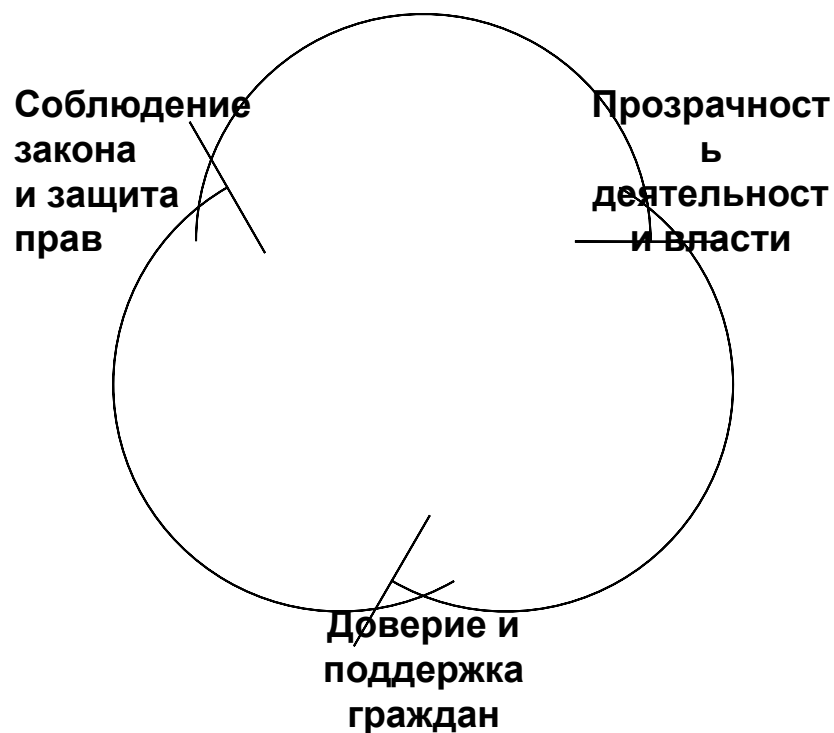 Соблюдение
закона
и защита
прав
Прозрачност
ь
деятельност
и власти
Доверие и
поддержка
граждан